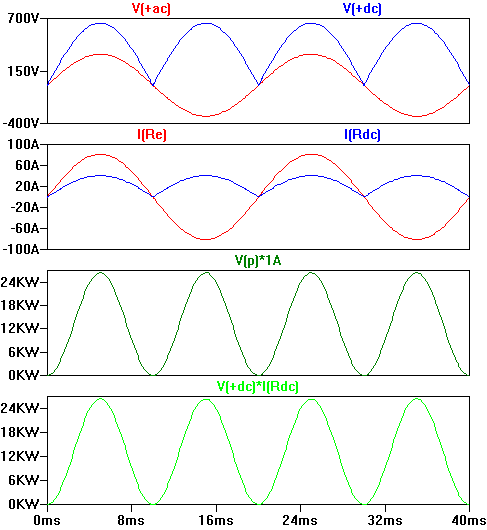 V(+ac) V(+dc)
700V
150V
-400V
I(Re) I(Rdc)
100A
60A
20A
-20A
-60A
-100A
V(p)*1A
24KW
18KW
12KW
6KW
0KW
V(+dc)*I(Rdc)
24KW
18KW
12KW
6KW
0KW
0ms 8ms 16ms 24ms 32ms 40ms